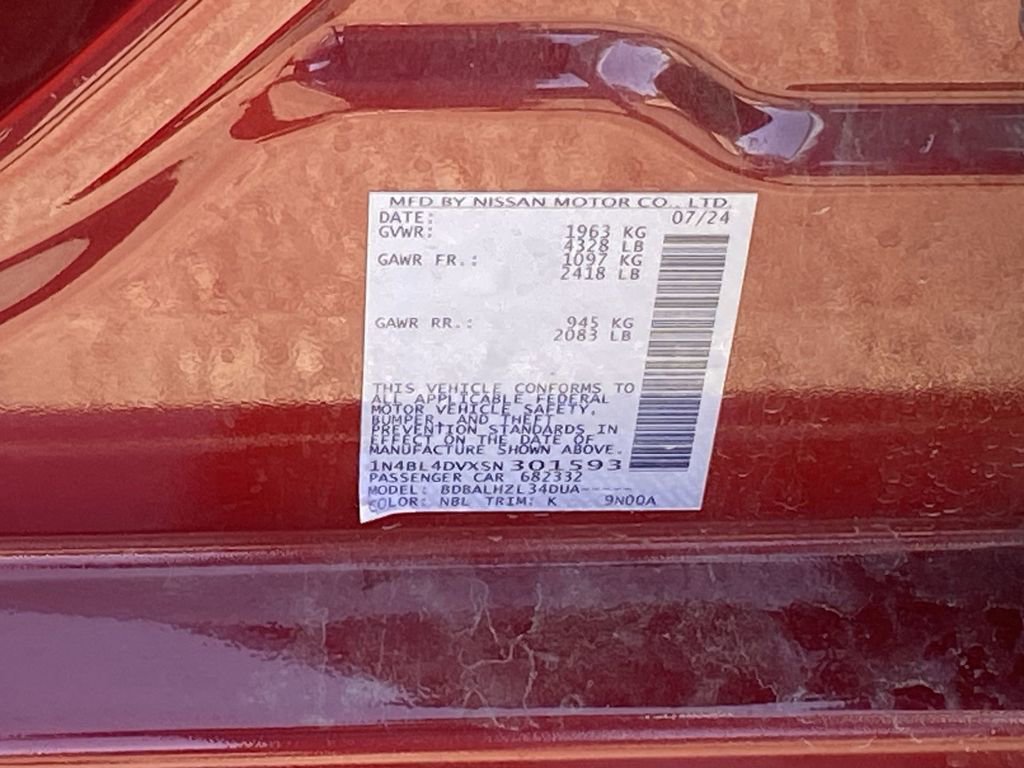 MFD BY NISSAN MOTOR CO., LTD.
DATE: 07/24
GVWR: 1963 KG
4328 LB
GAWR FR.: 1097 KG
2418 LB
GAWR RR.: 945 KG
2083 LB
THIS VEHICLE CONFORMS TO
ALL APPLICABLE FEDERAL
MOTOR VEHICLE SAFETY,
BUMPER, AND THEFT
PREVENTION STANDARDS IN
EFFECT ON THE DATE OF
MANUFACTURE SHOWN ABOVE.
1N4BL4DVXSN301593
PASSENGER CAR 682332
MODEL: BDBALHZL34DUA-----
COLOR: NBL TRIM: K 9N00A